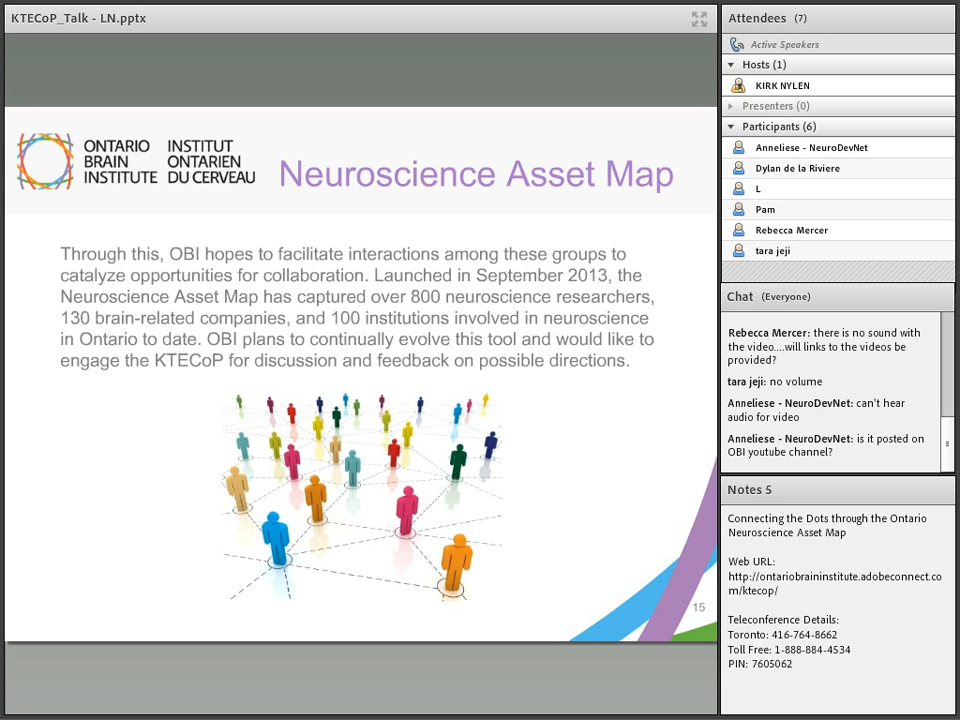 KTECoP_Talk - LN.pptx
ONTARIO BRAIN INSTITUTE
INSTITUT ONTARIEN DU CERVEAU
Neuroscience Asset Map
Through this, OBI hopes to facilitate interactions among these groups to
catalyze opportunities for collaboration. Launched in September 2013, the
Neuroscience Asset Map has captured over 800 neuroscience researchers,
130 brain-related companies, and 100 institutions involved in neuroscience
in Ontario to date. OBI plans to continually evolve this tool and would like to
engage the KTECoP for discussion and feedback on possible directions.
15
Attendees (7)
Active Speakers
Hosts (1)
KIRK NYLEN
Presenters (0)
Participants (6)
Anneliese - NeuroDevNet
Dylan de la Riviere
L
Pam
Rebecca Mercer
tara jeji
Chat (Everyone)
Rebecca Mercer: there is no sound with
the video....will links to the videos be
provided?
tara jeji: no volume
Anneliese - NeuroDevNet: can't hear
audio for video
Anneliese - NeuroDevNet: is it posted on
OBI youtube channel?
Notes 5
Connecting the Dots through the Ontario
Neuroscience Asset Map
Web URL:
http://ontariobraininstitute.adobeconnect.co
m/ktecop/
Teleconference Details:
Toronto: 416-764-8662
Toll Free: 1-888-884-4534
PIN: 7605062